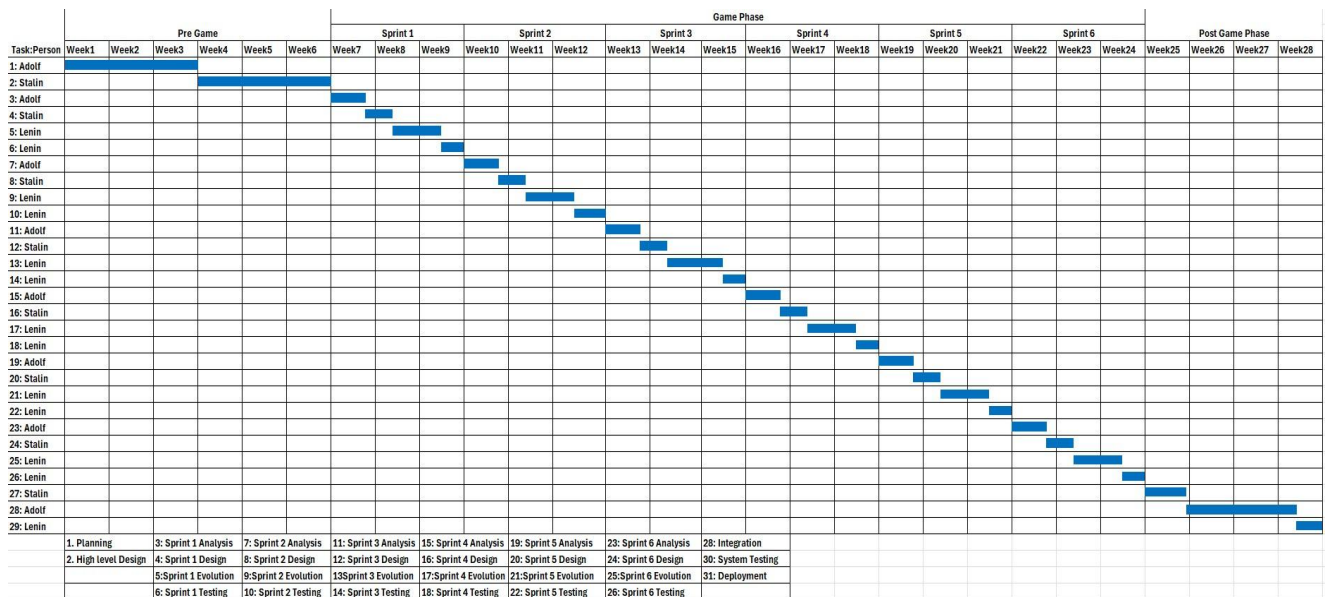 Game Phase
Pre Game Sprint 1 Sprint 2 Sprint 3 Sprint 4 Sprint 5 Sprint 6 Post Game Phase
Task:Person Week1 Week2 Week3 Week4 Week5 Week6 Week7 Week8 Week9 Week10 Week11 Week12 Week13 Week14 Week15 Week16 Week17 Week18 Week19 Week20 Week21 Week22 Week23 Week24 Week25 Week26 Week27 Week28
1: Adolf
2: Stalin
3: Adolf
4: Stalin
5: Lenin
6: Lenin
7: Adolf
8: Stalin
9: Lenin
10: Lenin
11: Adolf
12: Stalin
13: Lenin
14: Lenin
15: Adolf
16: Stalin
17: Lenin
18: Lenin
19: Adolf
20: Stalin
21: Lenin
22: Lenin
23: Adolf
24: Stalin
25: Lenin
26: Lenin
27: Stalin
28: Adolf
29: Lenin
1. Planning 3: Sprint 1 Analysis 7: Sprint 2 Analysis 11: Sprint 3 Analysis 15: Sprint 4 Analysis 19: Sprint 5 Analysis 23: Sprint 6 Analysis 28: Integration
2. High level Design 4: Sprint 1 Design 8: Sprint 2 Design 12: Sprint 3 Design 16: Sprint 4 Design 20: Sprint 5 Design 24: Sprint 6 Design 30: System Testing
5:Sprint 1 Evolution 9:Sprint 2 Evolution 13Sprint 3 Evolution 17:Sprint 4 Evolution 21:Sprint 5 Evolution 25:Sprint 6 Evolution 31: Deployment
6: Sprint 1 Testing 10: Sprint 2 Testing 14: Sprint 3 Testing 18: Sprint 4 Testing 22: Sprint 5 Testing 26: Sprint 6 Testing